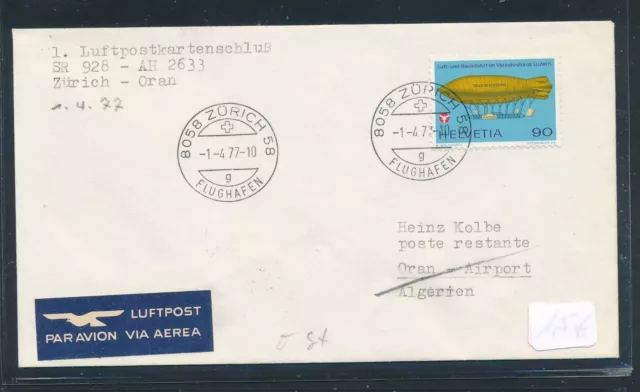 1. Luftpostkartenschluß
SR 928 - AH 2633
Zürich - Oran
1. 4. 77
8058 ZÜRICH 58
-1-4 77-10
g
FLUGHAFEN
8058 ZÜRICH 58
-1-4 77-10
g
FLUGHAFEN
Luft- und Raumfahrt im Verkehrshaus Luzern
HELVETIA 90
Heinz Kolbe
poste restante
Oran - Airport
Algerien
LUFTPOST
PAR AVION VIA AEREA